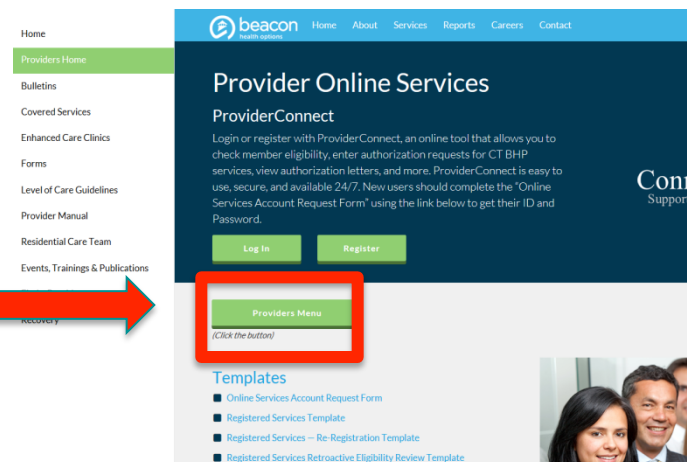 Home
Providers Home
Bulletins
Covered Services
Enhanced Care Clinics
Forms
Level of Care Guidelines
Provider Manual
Residential Care Team
Events, Trainings & Publications
Recovery
beacon
health options
Home About Services Reports Careers Contact
Provider Online Services
ProviderConnect
Login or register with ProviderConnect, an online tool that allows you to
check member eligibility, enter authorization requests for CT BHP
services, view authorization letters, and more. ProviderConnect is easy to
use, secure, and available 24/7. New users should complete the "Online
Services Account Request Form" using the link below to get their ID and
Password.
Log In Register
Conn
Suppor
Providers Menu
(Click the button)
Templates
Online Services Account Request Form
Registered Services Template
Registered Services — Re-Registration Template
Registered Services Retroactive Eligibility Review Template